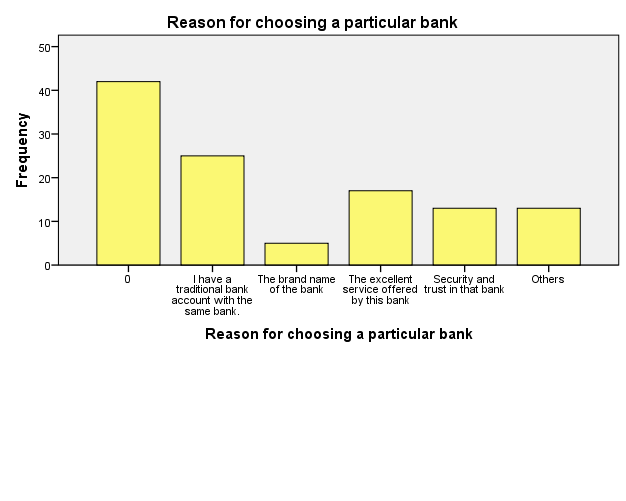 Reason for choosing a particular bank
Frequency
50
40
30
20
10
0
0
I have a
traditional bank
account with the
same bank.
The brand name
of the bank
The excellent
service offered
by this bank
Security and
trust in that bank
Others
Reason for choosing a particular bank